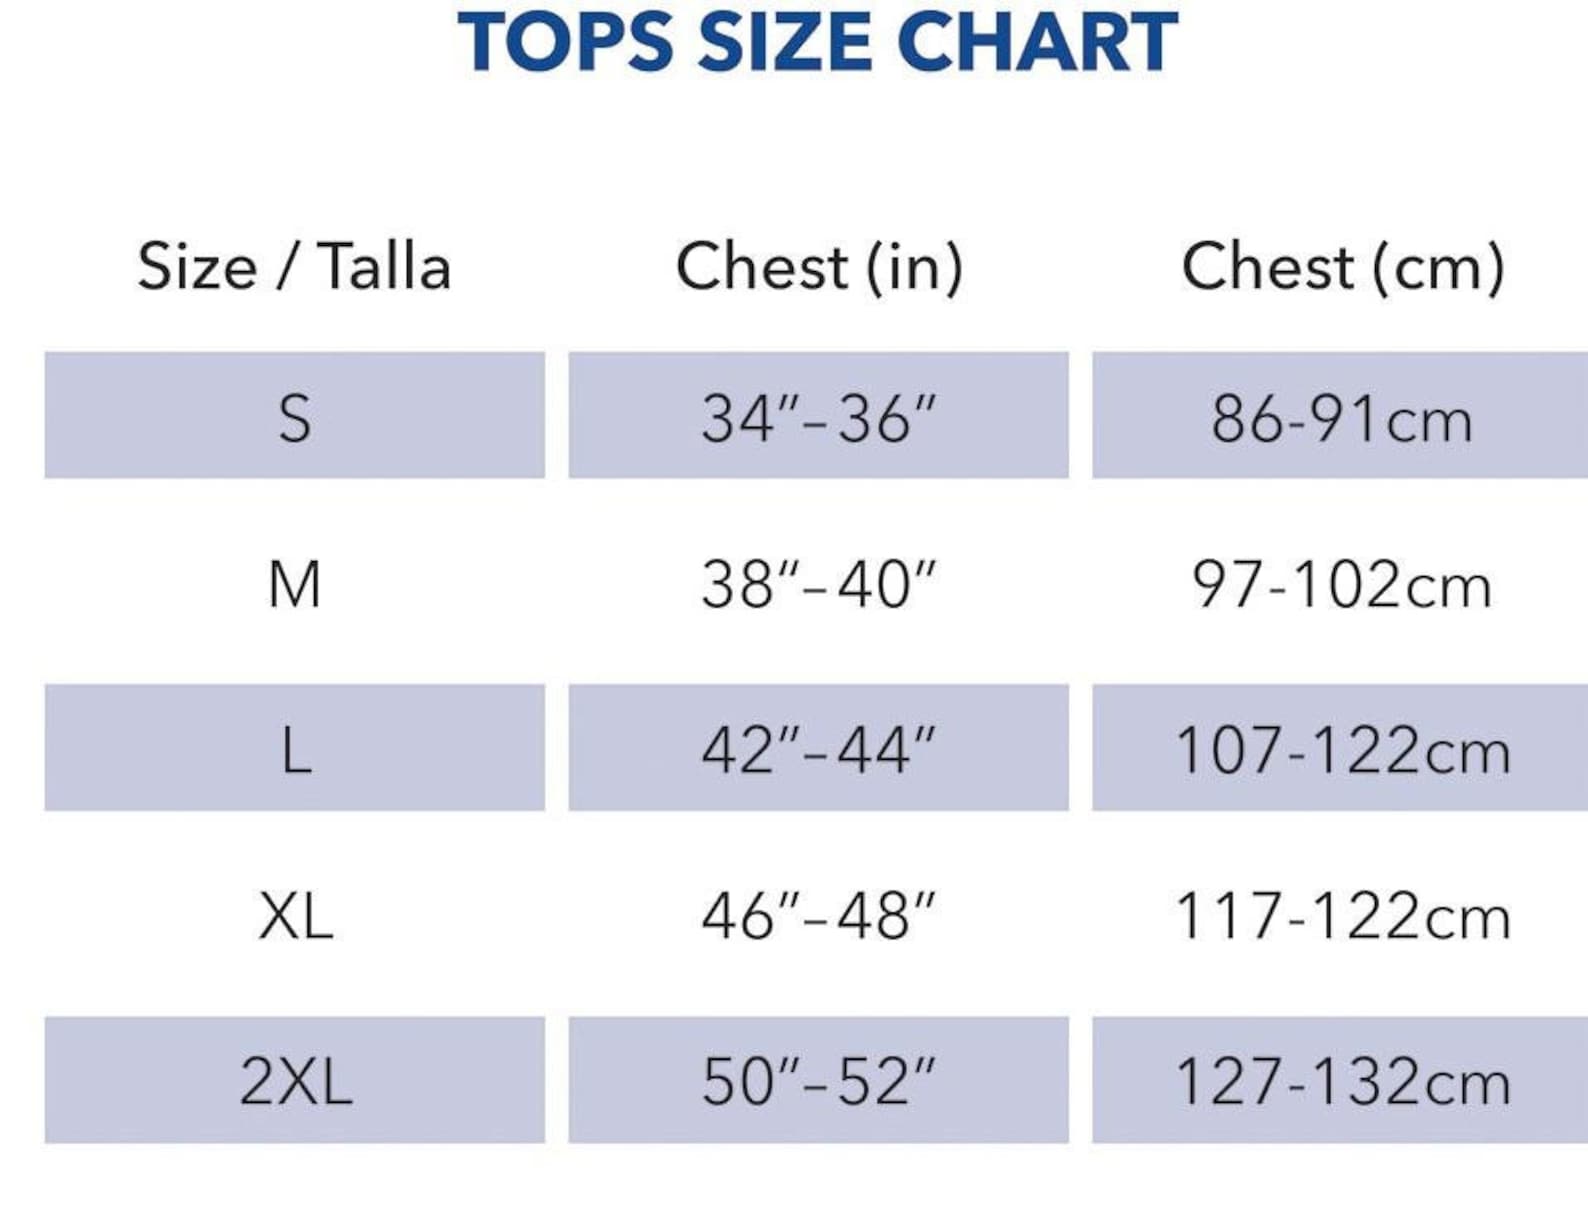 TOPS SIZE CHART
Size / Talla Chest (in) Chest (cm)
S 34”–36” 86-91cm
M 38”–40” 97-102cm
L 42”–44” 107-122cm
XL 46”–48” 117-122cm
2XL 50”–52” 127-132cm